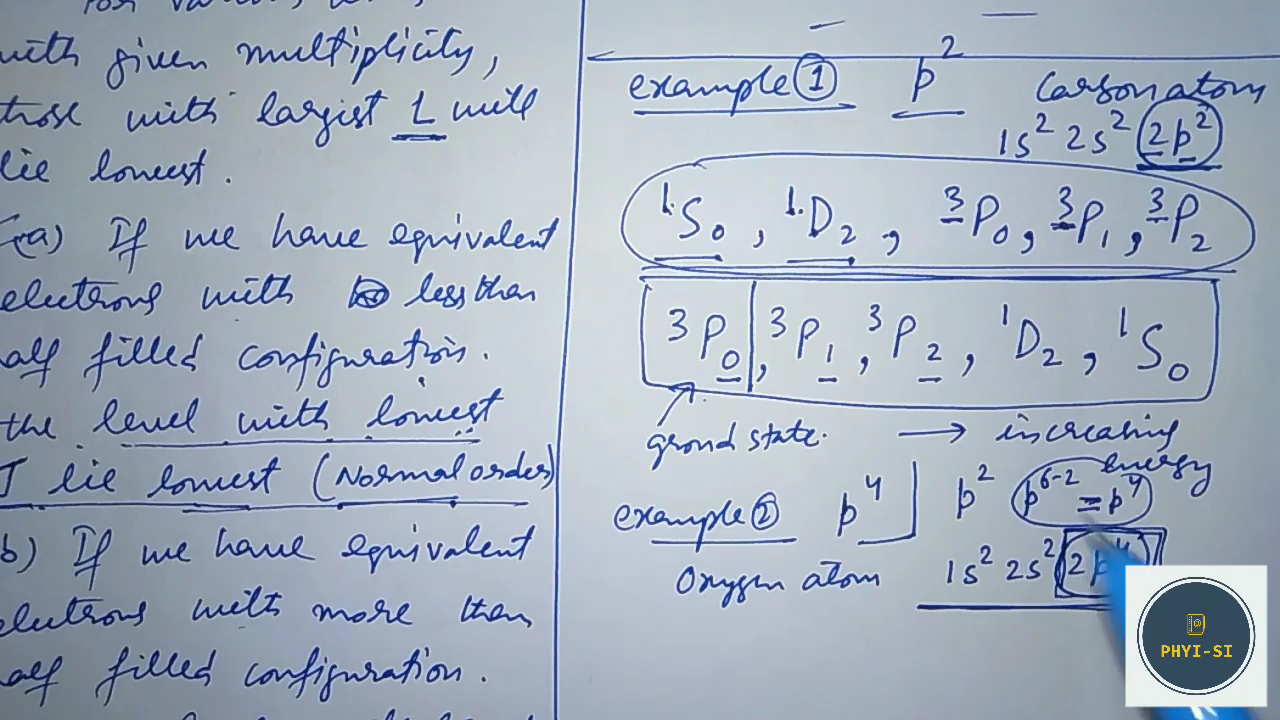 with given multiplicity,
those with largest L will
lie lowest.
(a) If we have equivalent
electrons with less than
half filled configuration.
the level with lowest
J lie lowest (Normal order)
b) If we have equivalent
electrons with more than
half filled configuration.
example ① p²
Carbon atom
1s² 2s² 2p²
¹S₀, ¹D₂, ³P₀, ³P₁, ³P₂
³P₀, ³P₁, ³P₂, ¹D₂, ¹S₀
grond state. → increasing
energy
example ② p⁴ p² p⁶⁻² = p⁴
Oxygen atom 1s² 2s² 2p⁴
PHYI-SI